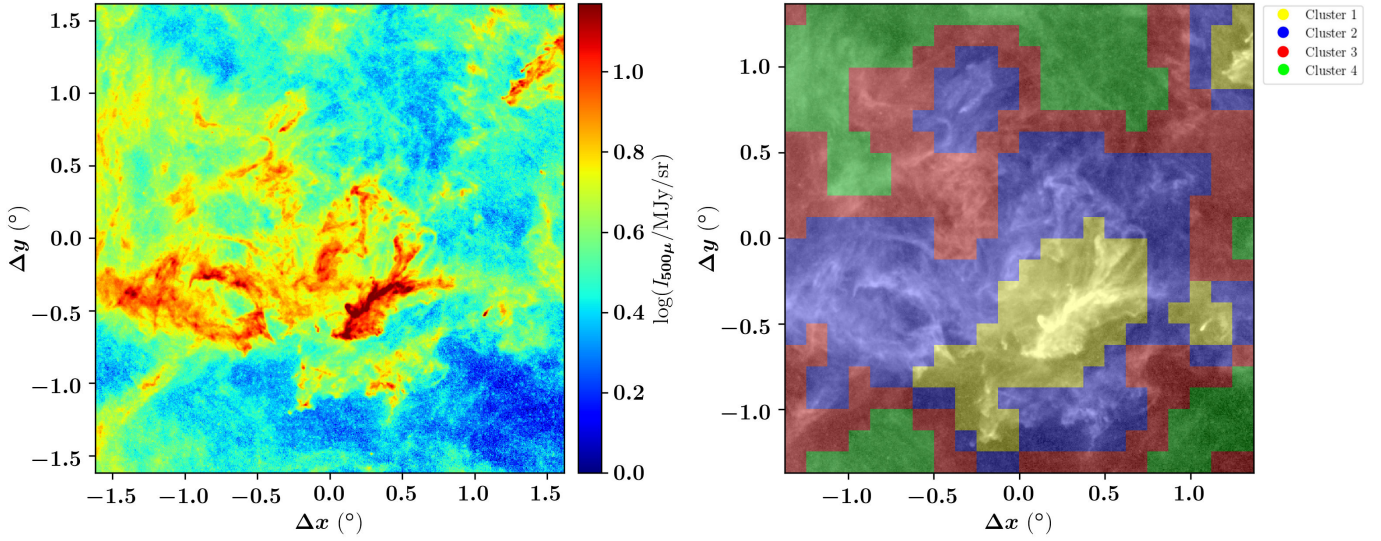 1.5
1.0
0.5
0.0
−0.5
−1.0
−1.5
Δy (°)
−1.5 −1.0 −0.5 0.0 0.5 1.0 1.5
Δx (°)
1.0
0.8
0.6
0.4
0.2
0.0
log(I500μ/MJy/sr)
1.0
0.5
0.0
−0.5
−1.0
Δy (°)
−1.0 −0.5 0.0 0.5 1.0
Δx (°)
Cluster 1
Cluster 2
Cluster 3
Cluster 4